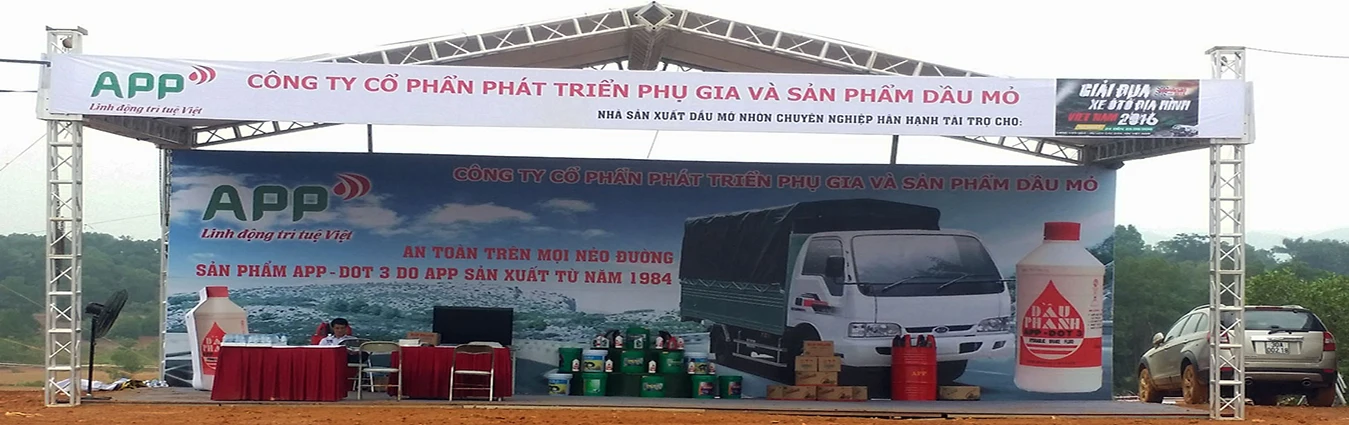 APP
Linh động trí tuệ Việt
CÔNG TY CỔ PHẦN PHÁT TRIỂN PHỤ GIA VÀ SẢN PHẨM DẦU MỎ
NHÀ SẢN XUẤT DẦU MỠ NHỜN CHUYÊN NGHIỆP HÂN HẠNH TÀI TRỢ CHO:
GIẢI ĐUA
XE ÔTÔ ĐỊA HÌNH
VIỆT NAM 2016
CÔNG TY CỔ PHẦN PHÁT TRIỂN PHỤ GIA VÀ SẢN PHẨM DẦU MỎ
APP
Linh động trí tuệ Việt
AN TOÀN TRÊN MỌI NẺO ĐƯỜNG
SẢN PHẨM APP-DOT 3 DO APP SẢN XUẤT TỪ NĂM 1984
DẦU
PHANH
APP-DOT 3
APP